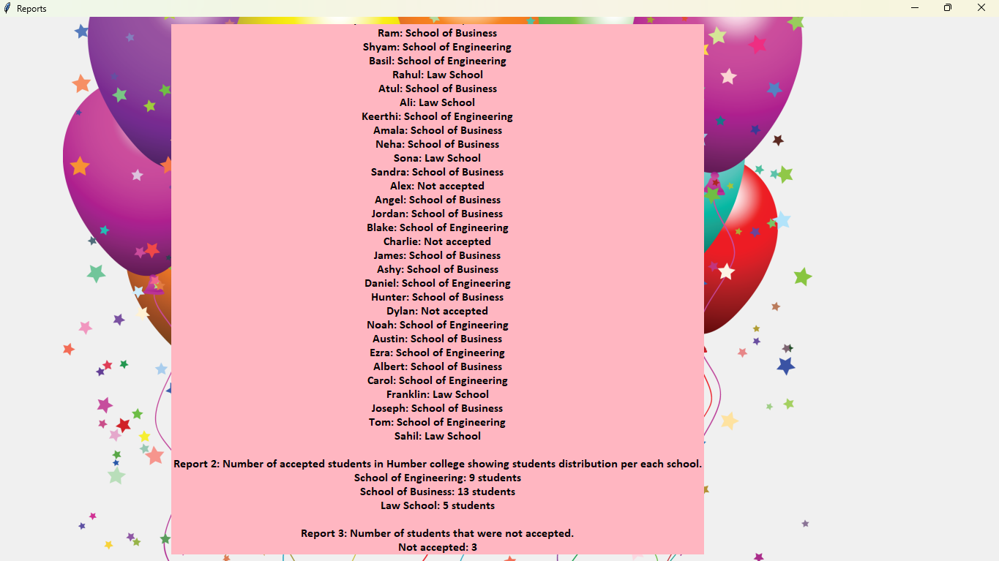 Reports
Ram: School of Business
Shyam: School of Engineering
Basil: School of Engineering
Rahul: Law School
Atul: School of Business
Ali: Law School
Keerthi: School of Engineering
Amala: School of Business
Neha: School of Business
Sona: Law School
Sandra: School of Business
Alex: Not accepted
Angel: School of Business
Jordan: School of Business
Blake: School of Engineering
Charlie: Not accepted
James: School of Business
Ashy: School of Business
Daniel: School of Engineering
Hunter: School of Business
Dylan: Not accepted
Noah: School of Engineering
Austin: School of Business
Ezra: School of Engineering
Albert: School of Business
Carol: School of Engineering
Franklin: Law School
Joseph: School of Business
Tom: School of Engineering
Sahil: Law School
Report 2: Number of accepted students in Humber college showing students distribution per each school.
School of Engineering: 9 students
School of Business: 13 students
Law School: 5 students
Report 3: Number of students that were not accepted.
Not accepted: 3